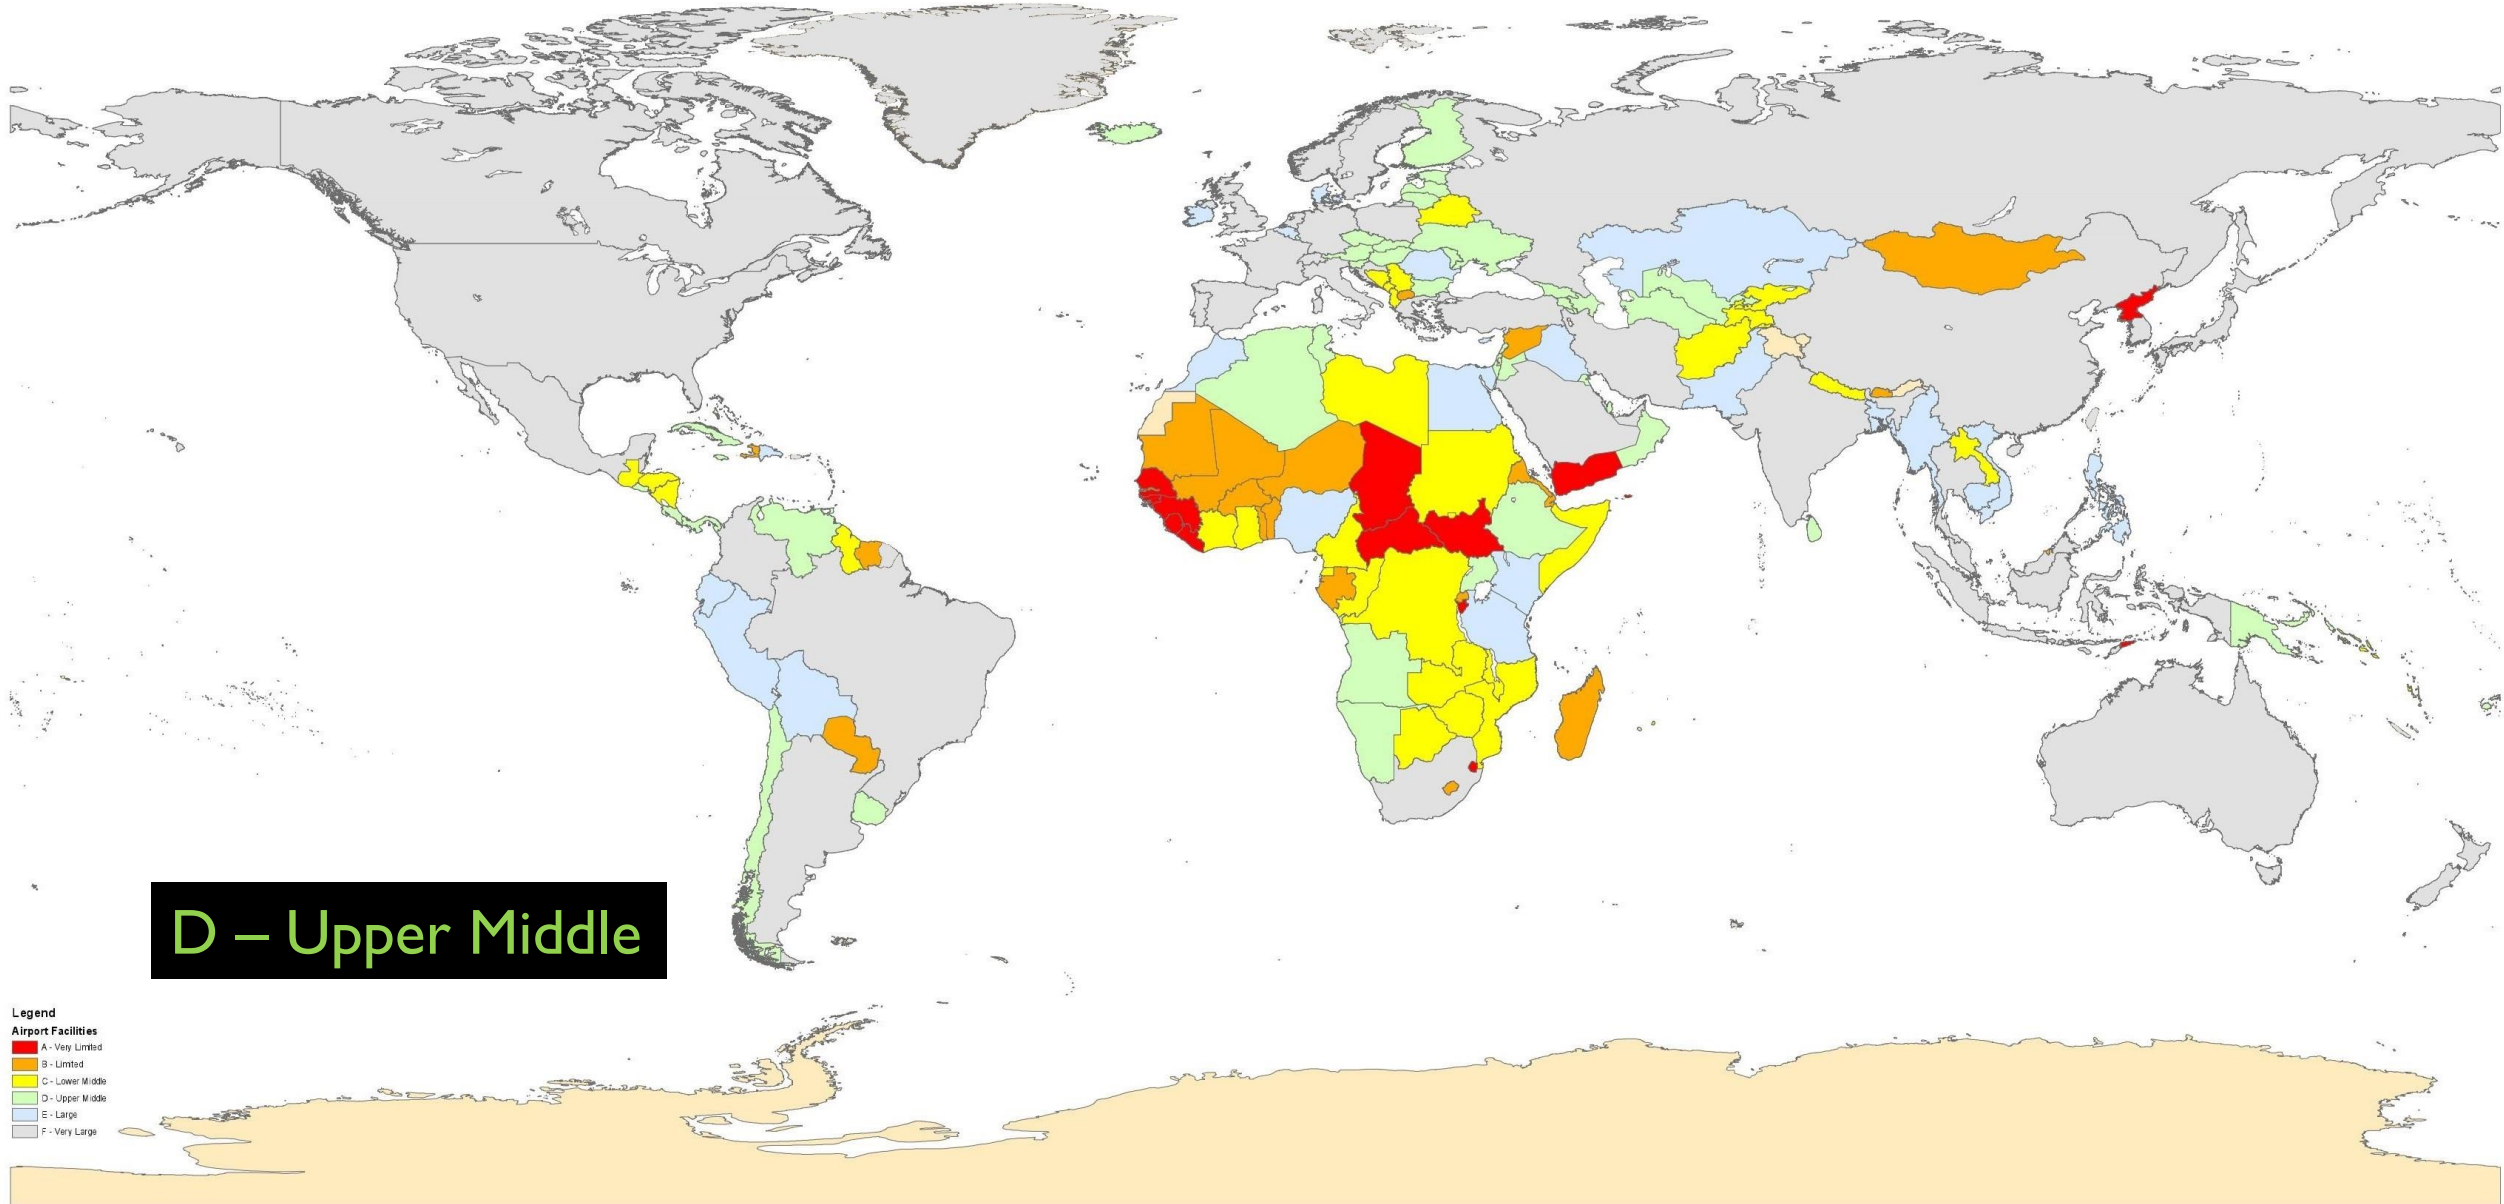 D – Upper Middle
Legend
Airport Facilities
A - Very Limited
B - Limited
C - Lower Middle
D - Upper Middle
E - Large
F - Very Large